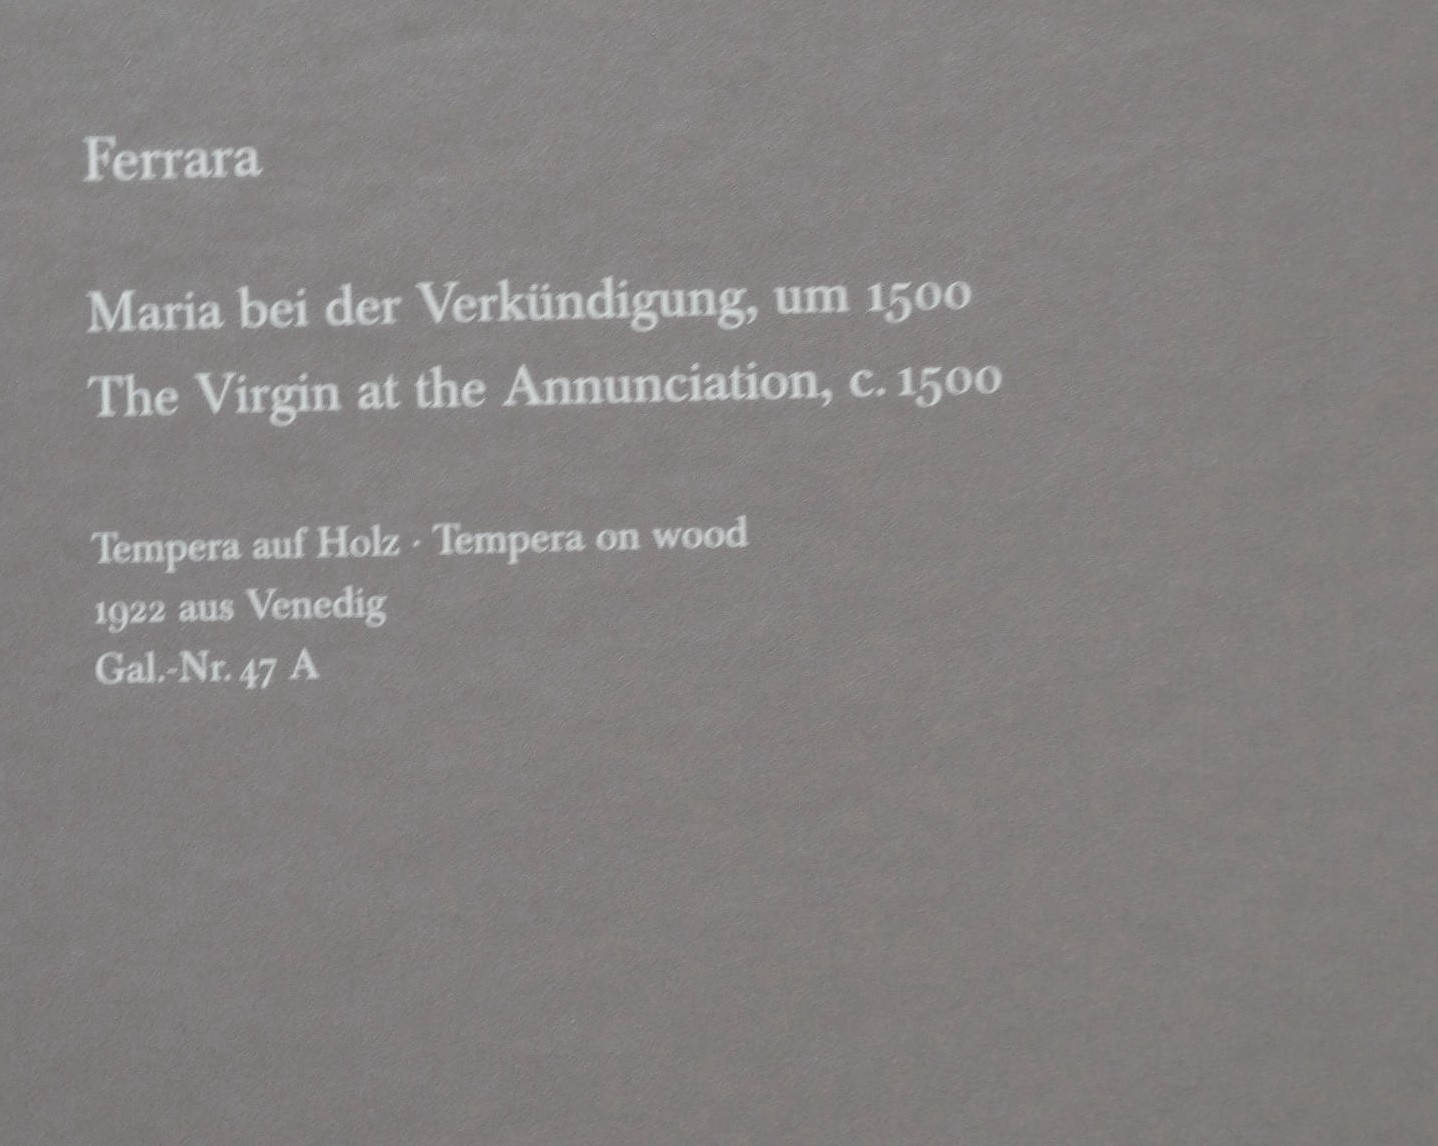 Ferrara
Maria bei der Verkündigung, um 1500
The Virgin at the Annunciation, c. 1500
Tempera auf Holz · Tempera on wood
1922 aus Venedig
Gal.-Nr. 47 A